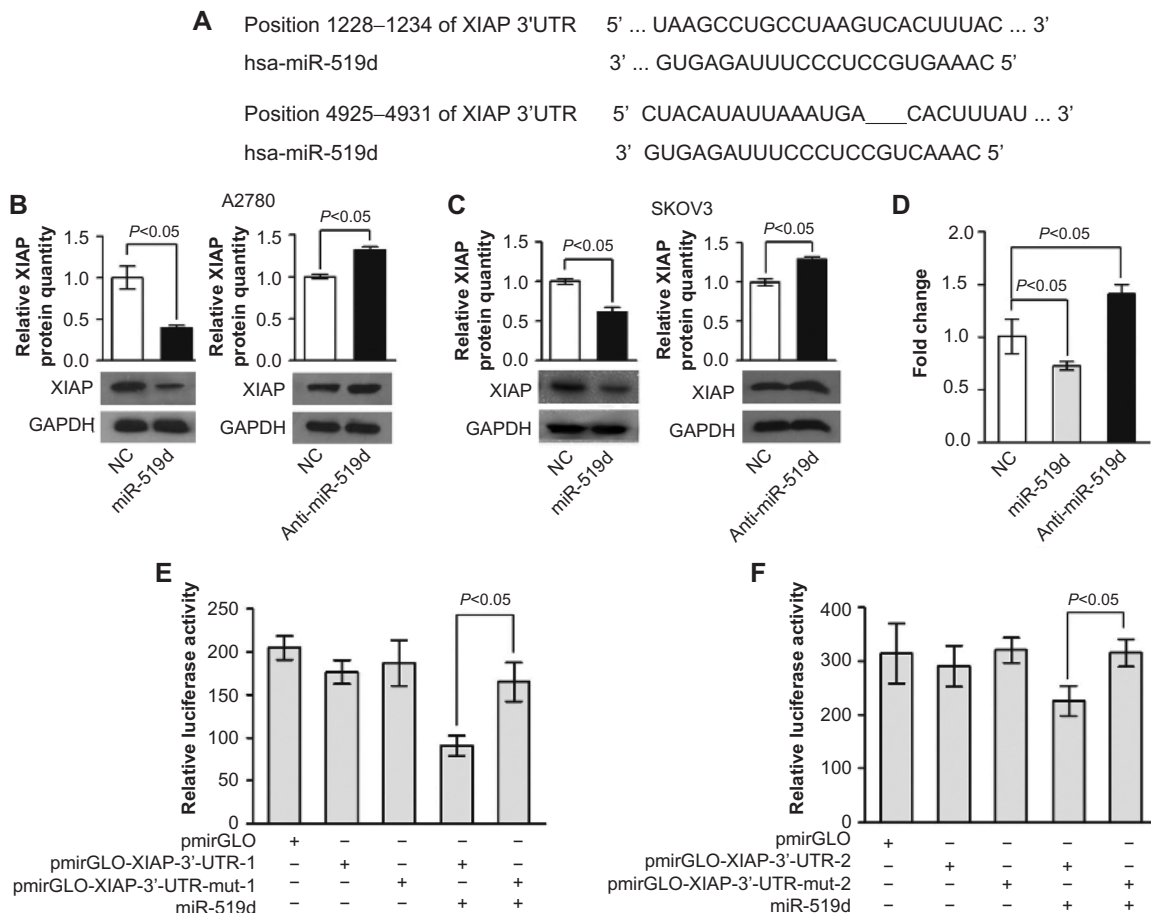 A
Position 1228–1234 of XIAP 3'UTR 5' ... UAAGCCUGCCUAAGUCACUUUAC ... 3'
hsa-miR-519d 3' ... GUGAGAUUUCCCUCCGUGAAAC 5'
Position 4925–4931 of XIAP 3'UTR 5' CUACAUAUUAAAUGA____CACUUUAU ... 3'
hsa-miR-519d 3' GUGAGAUUUCCCUCCGUCAAAC 5'
B
A2780
Relative XIAP
protein quantity
1.5
1.0
0.5
0.0
P<0.05
Relative XIAP
protein quantity
1.5
1.0
0.5
0.0
P<0.05
XIAP
GAPDH
NC
miR-519d
XIAP
GAPDH
NC
Anti-miR-519d
C
SKOV3
Relative XIAP
protein quantity
1.5
1.0
0.5
0.0
P<0.05
Relative XIAP
protein quantity
1.5
1.0
0.5
0.0
P<0.05
XIAP
GAPDH
NC
miR-519d
XIAP
GAPDH
NC
Anti-miR-519d
D
Fold change
2.0
1.5
1.0
0.5
0.0
P<0.05
P<0.05
NC
miR-519d
Anti-miR-519d
E
Relative luciferase activity
250
200
150
100
50
0
P<0.05
pmirGLO + – – – –
pmirGLO-XIAP-3'-UTR-1 – + – + –
pmirGLO-XIAP-3'-UTR-mut-1 – – + – +
miR-519d – – – + +
F
Relative luciferase activity
400
300
200
100
0
P<0.05
pmirGLO + – – – –
pmirGLO-XIAP-3'-UTR-2 – + – + –
pmirGLO-XIAP-3'-UTR-mut-2 – – + – +
miR-519d – – – + +